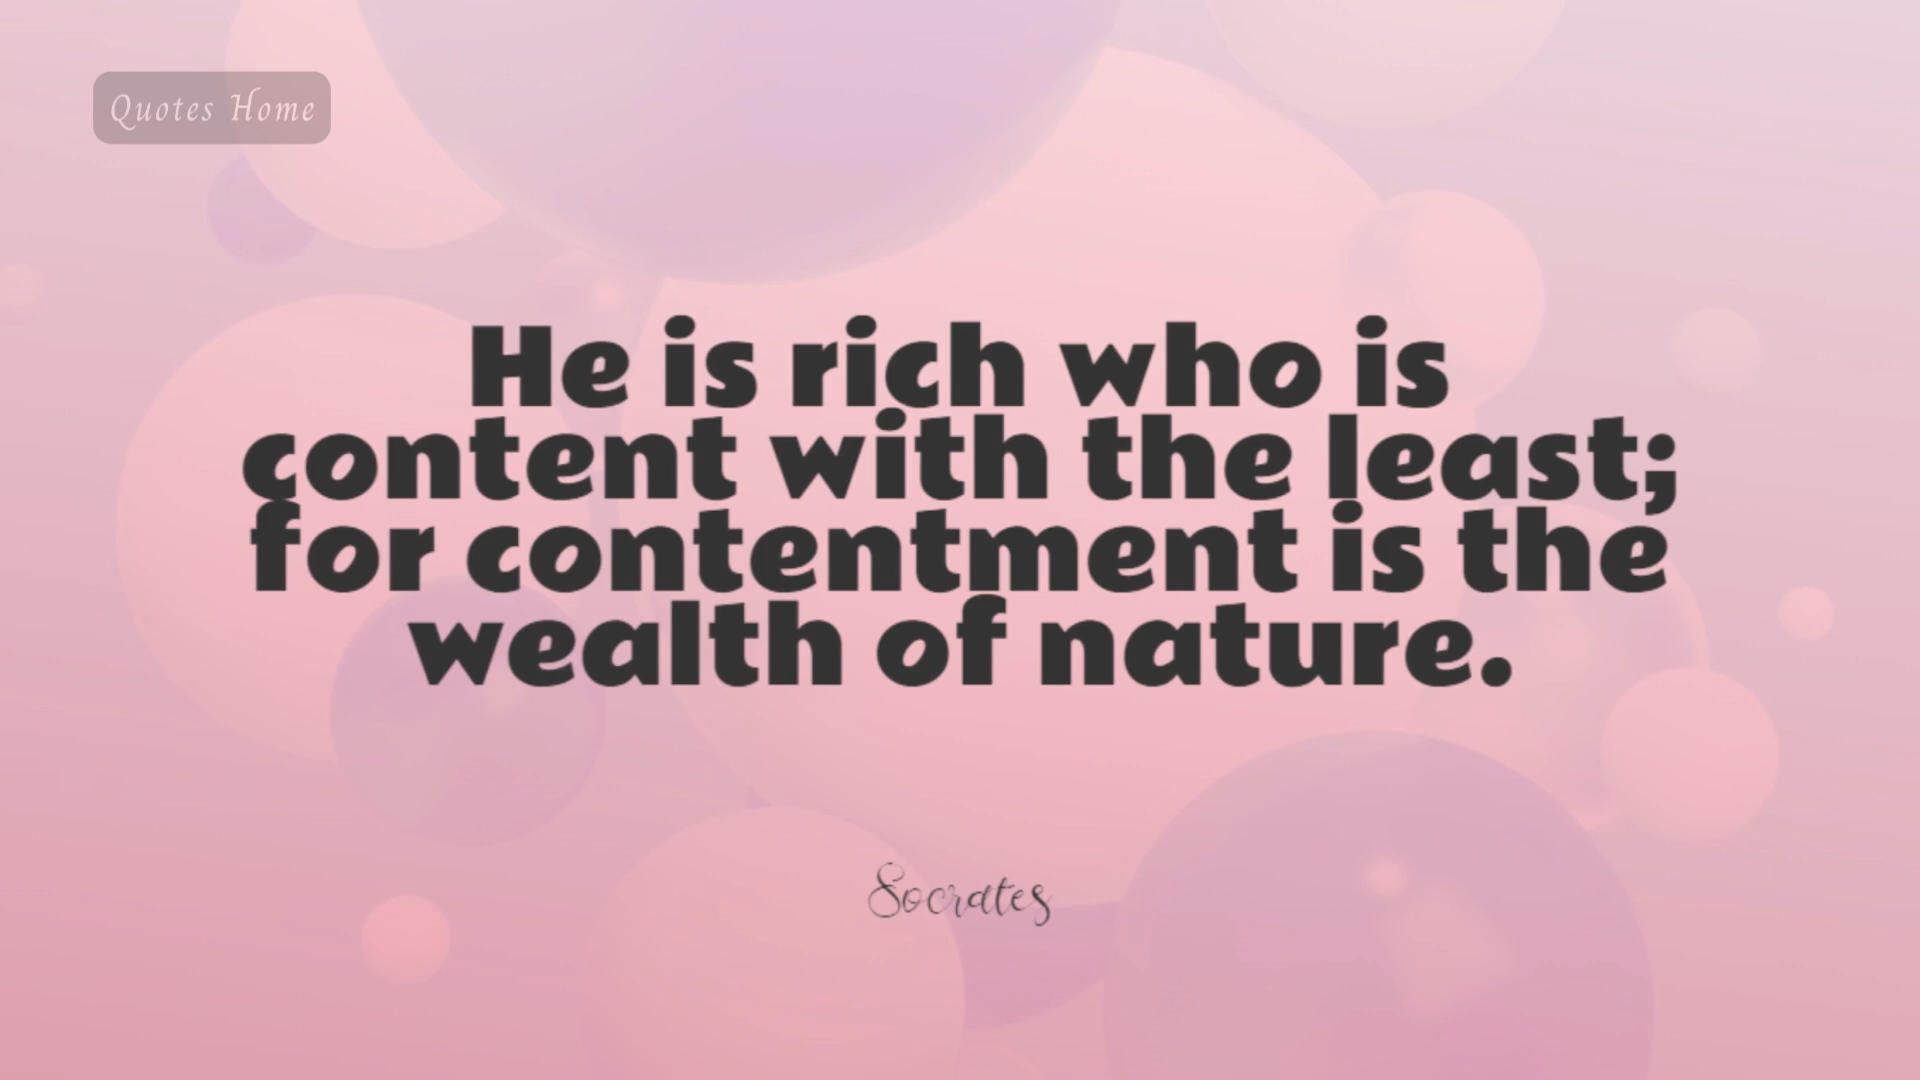 Quotes Home
He is rich who is
content with the least;
for contentment is the
wealth of nature.
Socrates